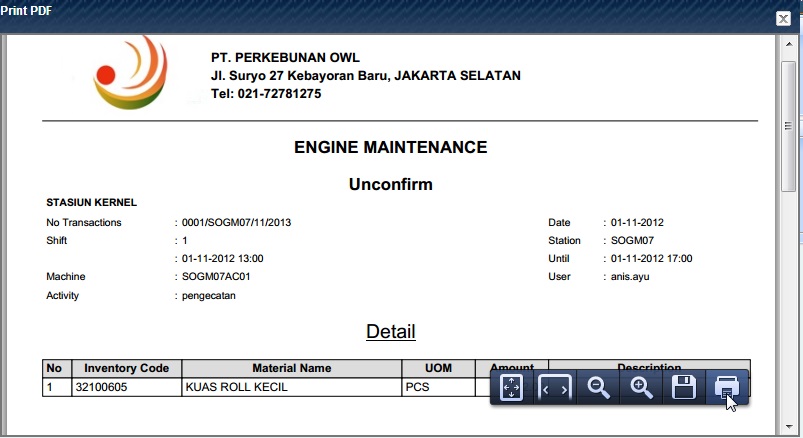 Print PDF
PT. PERKEBUNAN OWL
Jl. Suryo 27 Kebayoran Baru, JAKARTA SELATAN
Tel: 021-72781275
ENGINE MAINTENANCE
Unconfirm
STASIUN KERNEL
No Transactions : 0001/SOGM07/11/2013 Date : 01-11-2012
Shift : 1 Station : SOGM07
: 01-11-2012 13:00 Until : 01-11-2012 17:00
Machine : SOGM07AC01 User : anis.ayu
Activity : pengecatan
Detail
No Inventory Code Material Name UOM Amount Description
1 32100605 KUAS ROLL KECIL PCS